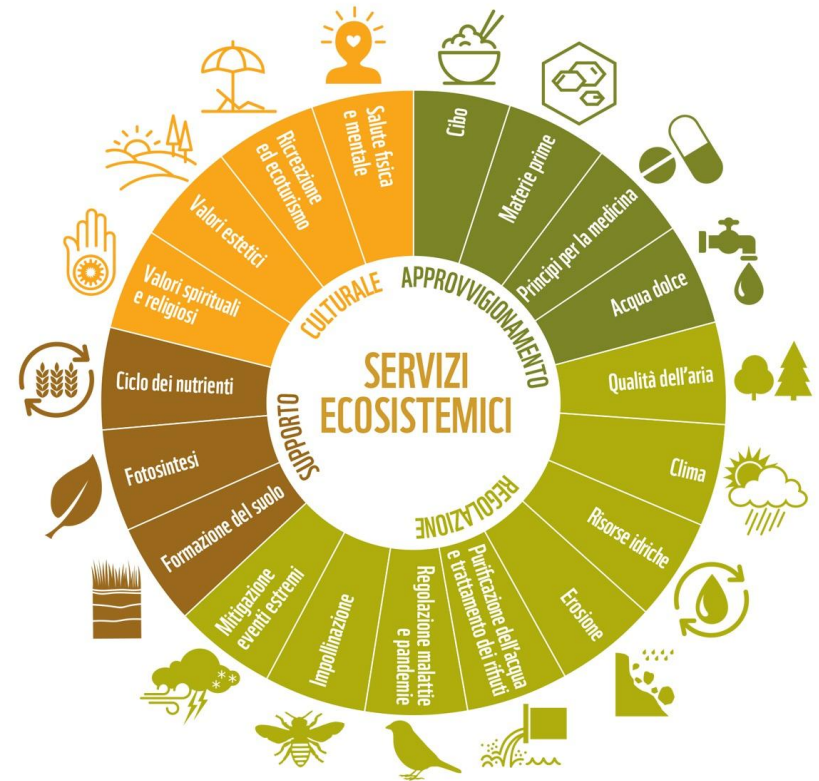 SERVIZI
ECOSISTEMICI
APPROVVIGIONAMENTO
Cibo
Materie prime
Principi per la medicina
Acqua dolce
REGOLAZIONE
Qualità dell'aria
Clima
Risorse idriche
Erosione
Purificazione dell'acqua
e trattamento dei rifiuti
Regolazione malattie
e pandemie
Impollinazione
Mitigazione
eventi estremi
SUPPORTO
Formazione del suolo
Fotosintesi
Ciclo dei nutrienti
CULTURALE
Valori spirituali
e religiosi
Valori estetici
Ricreazione
ed ecoturismo
Salute fisica
e mentale